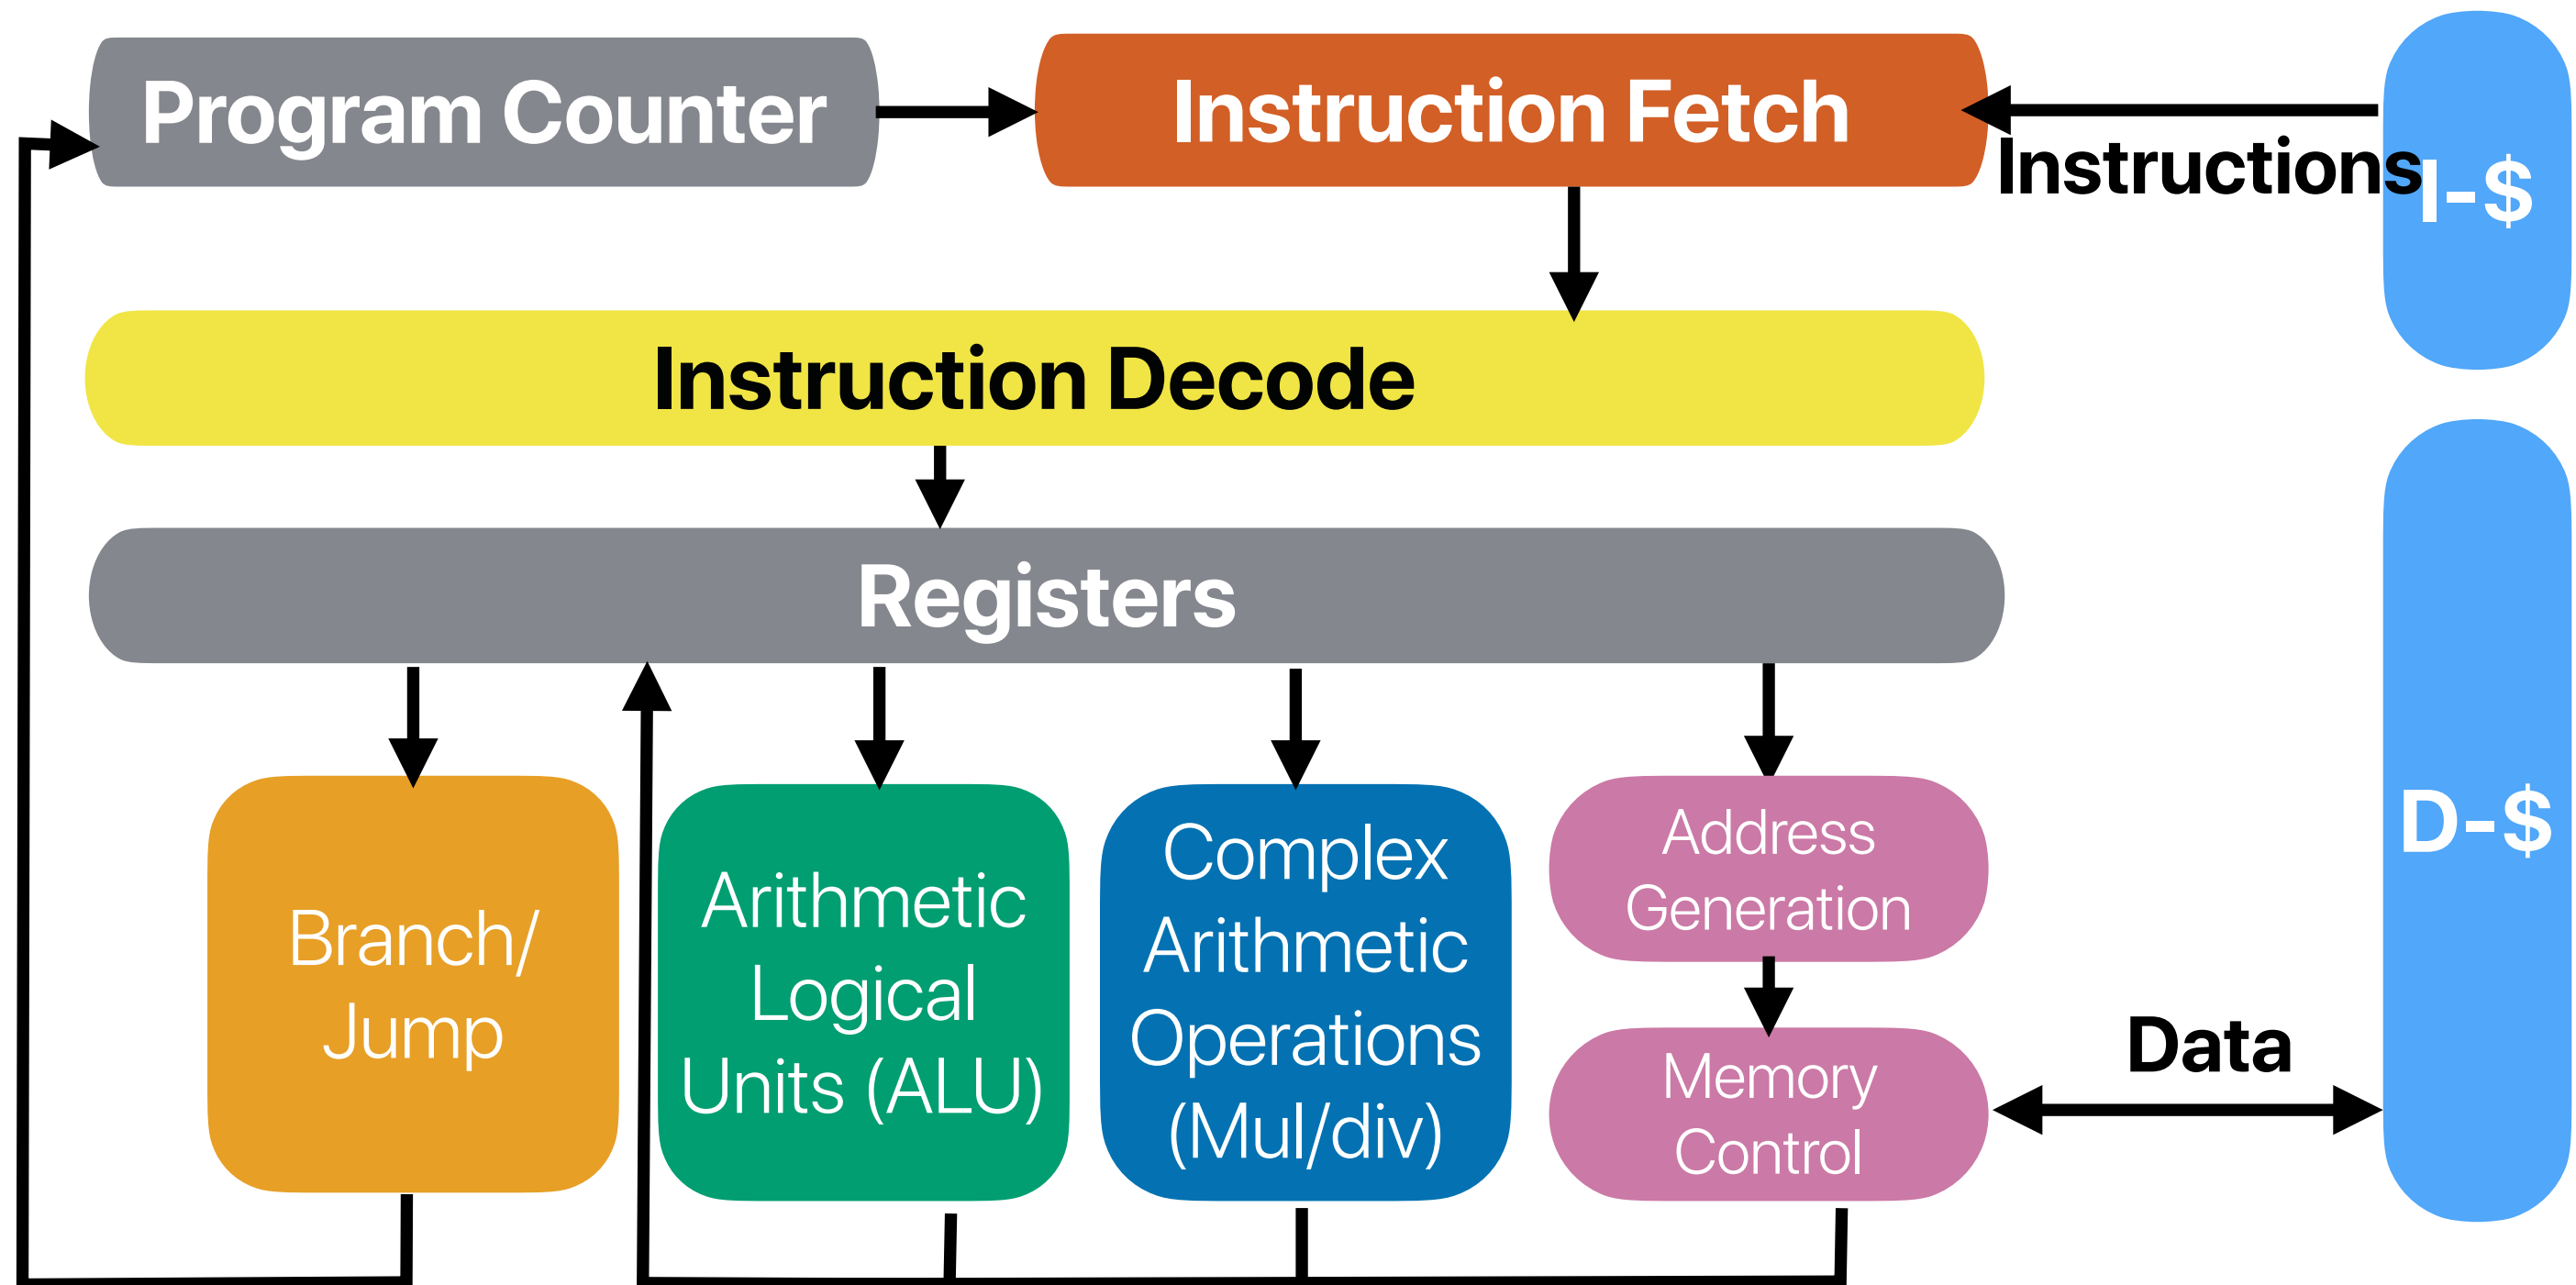 Program Counter
Instruction Fetch
Instructions
I-$
Instruction Decode
Registers
Branch/
Jump
Arithmetic
Logical
Units (ALU)
Complex
Arithmetic
Operations
(Mul/div)
Address
Generation
Memory
Control
Data
D-$